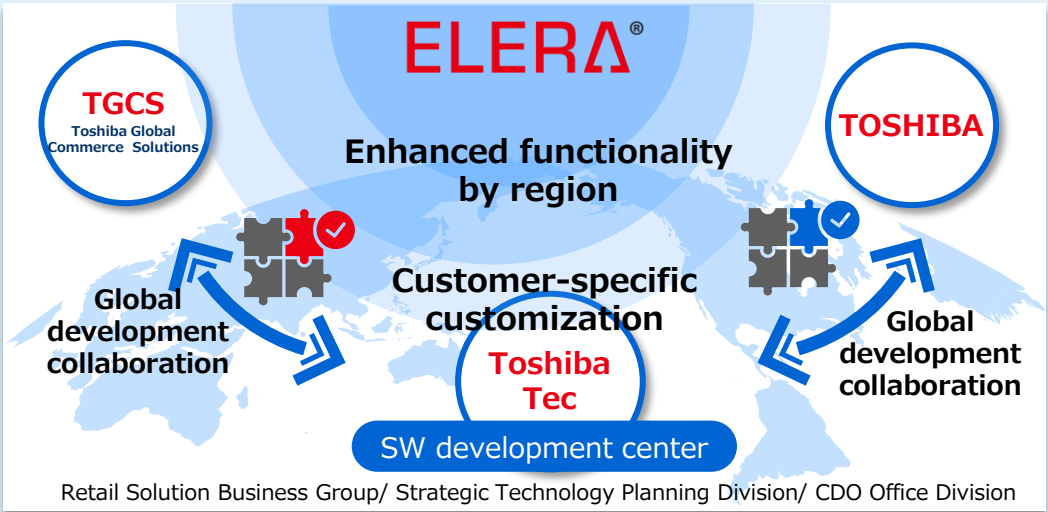 ELERA®
TGCS
Toshiba Global
Commerce Solutions
TOSHIBA
Enhanced functionality
by region
Customer-specific
customization
Global
development
collaboration
Global
development
collaboration
Toshiba
Tec
SW development center
Retail Solution Business Group/ Strategic Technology Planning Division/ CDO Office Division